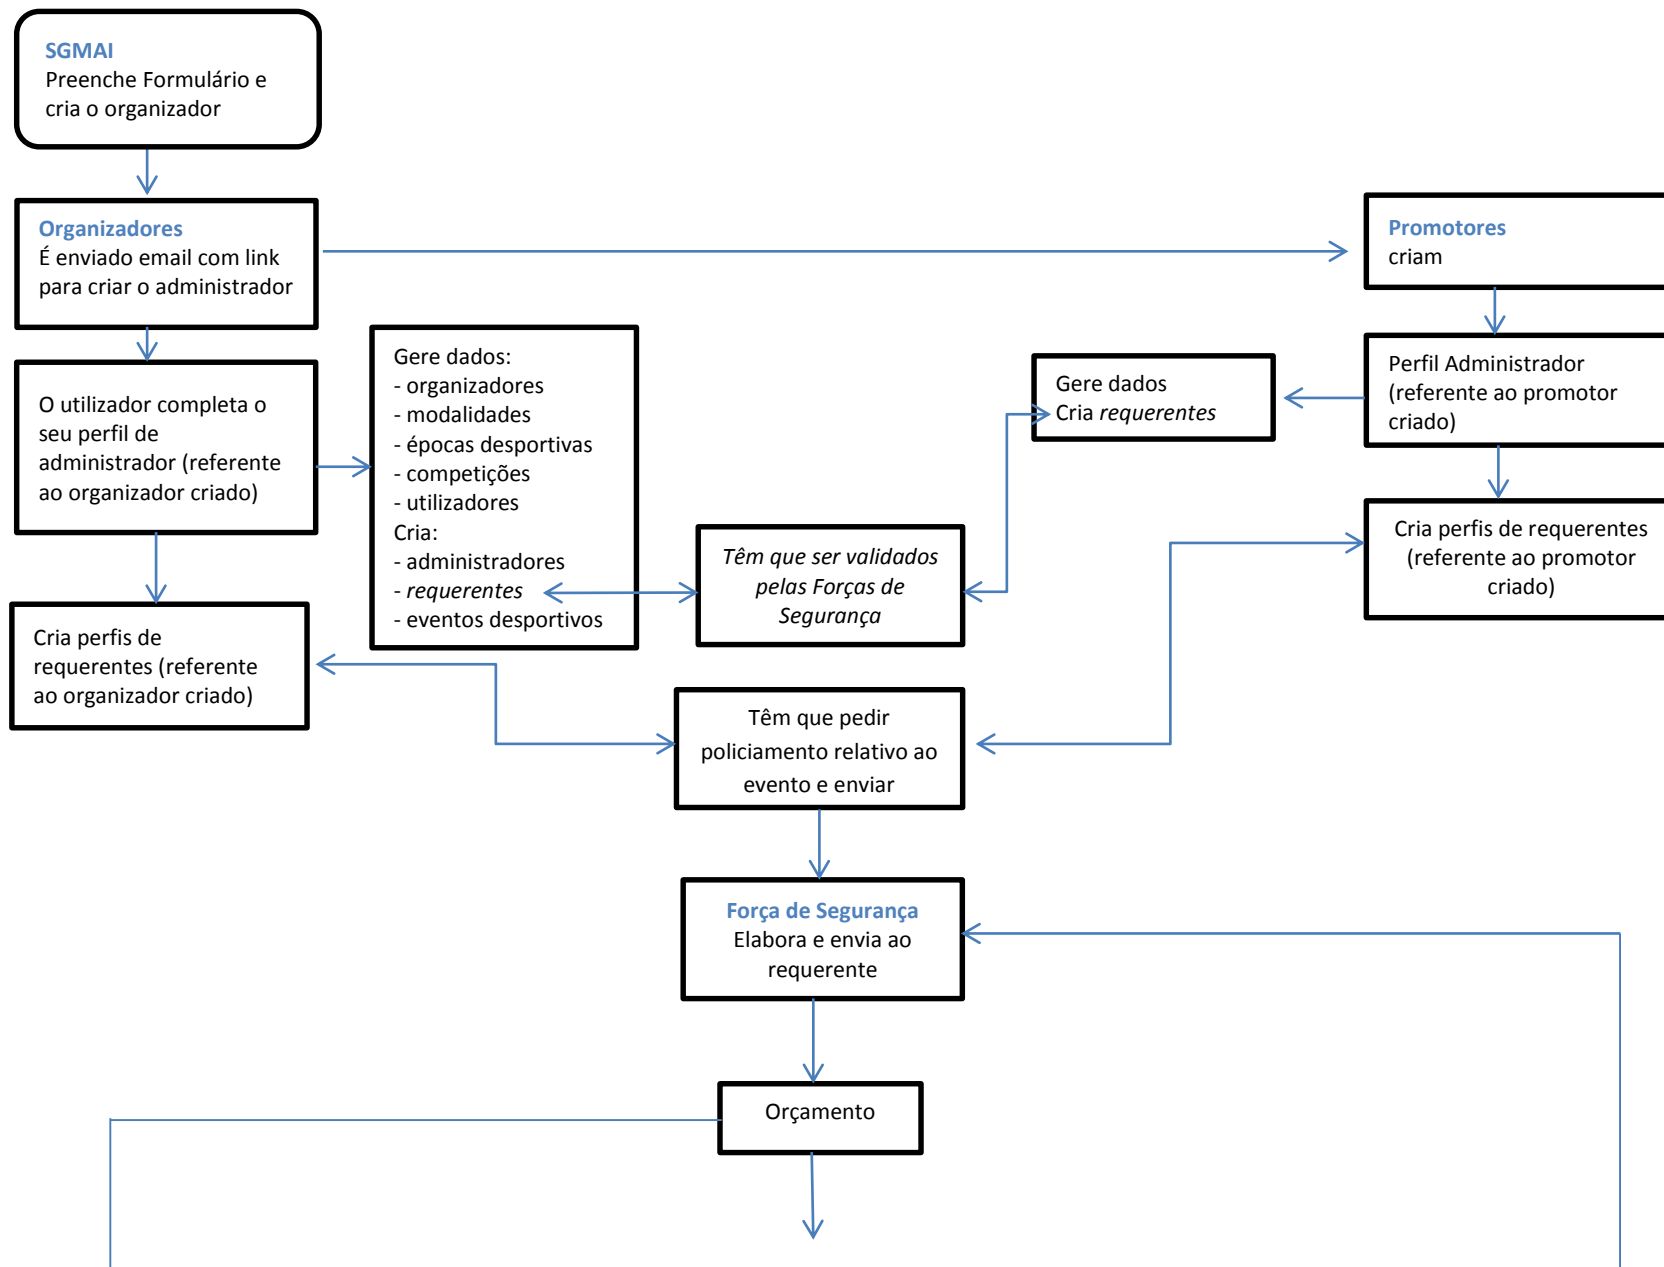 SGMAI
Preenche Formulário e
cria o organizador
Organizadores
É enviado email com link
para criar o administrador
Promotores
criam
O utilizador completa o
seu perfil de
administrador (referente
ao organizador criado)
Gere dados:
- organizadores
- modalidades
- épocas desportivas
- competições
- utilizadores
Cria:
- administradores
- requerentes
- eventos desportivos
Gere dados
Cria requerentes
Perfil Administrador
(referente ao promotor
criado)
Têm que ser validados
pelas Forças de
Segurança
Cria perfis de requerentes
(referente ao promotor
criado)
Cria perfis de
requerentes (referente
ao organizador criado)
Têm que pedir
policiamento relativo ao
evento e enviar
Força de Segurança
Elabora e envia ao
requerente
Orçamento